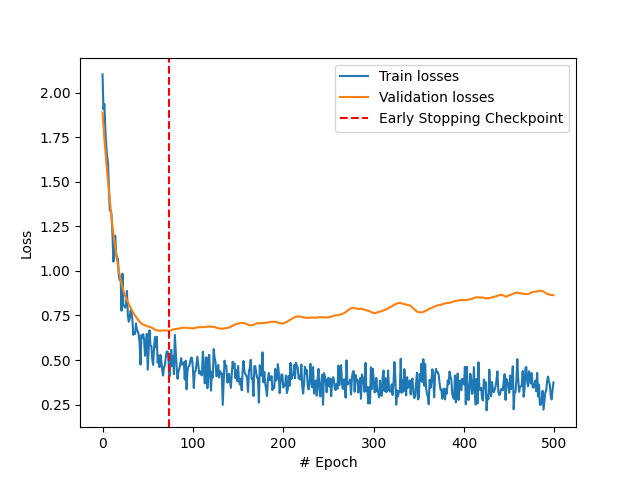 Train losses
Validation losses
Early Stopping Checkpoint
Loss
2.00
1.75
1.50
1.25
1.00
0.75
0.50
0.25
0 100 200 300 400 500
# Epoch